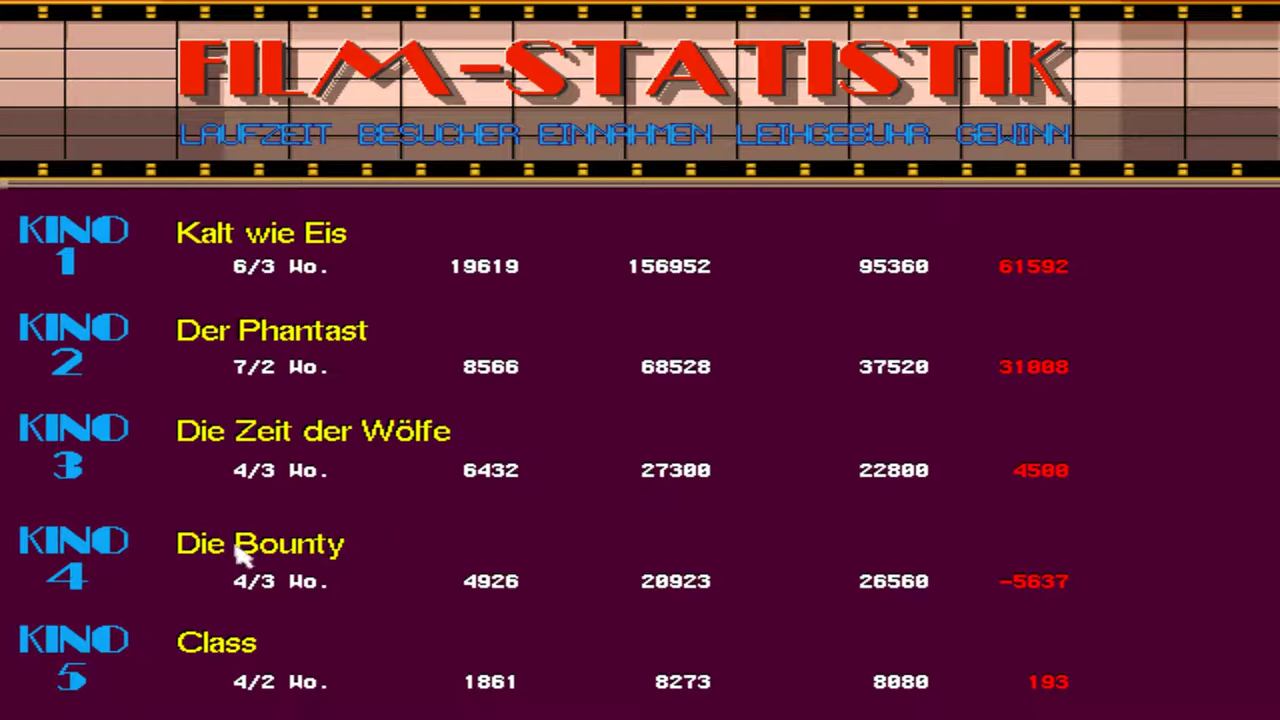 FILM-STATISTIK
LAUFZEIT BESUCHER EINNAHMEN LEIHGEBUHR GEWINN
KINO 1 Kalt wie Eis
6/3 Wo. 19619 156952 95360 61592
KINO 2 Der Phantast
7/2 Wo. 8566 68528 37520 31008
KINO 3 Die Zeit der Wölfe
4/3 Wo. 6432 27300 22800 4500
KINO 4 Die Bounty
4/3 Wo. 4926 20923 26560 -5637
KINO 5 Class
4/2 Wo. 1861 8273 8080 193